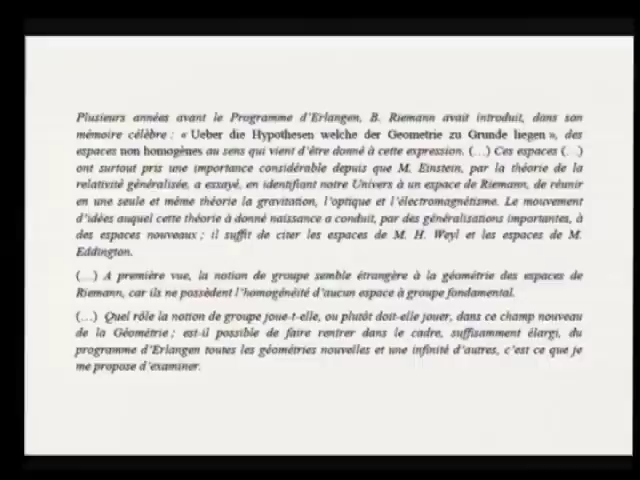 Plusieurs années avant le Programme d'Erlangen, B. Riemann avait introduit, dans son
mémoire célèbre : « Ueber die Hypothesen welche der Geometrie zu Grunde liegen », des
espaces non homogènes au sens qui vient d'être donné à cette expression. (…) Ces espaces (…)
ont surtout pris une importance considérable depuis que M. Einstein, par la théorie de la
relativité généralisée, a essayé, en identifiant notre Univers à un espace de Riemann, de réunir
en une seule et même théorie la gravitation, l'optique et l'électromagnétisme. Le mouvement
d'idées auquel cette théorie à donné naissance a conduit, par des généralisations importantes, à
des espaces nouveaux ; il suffit de citer les espaces de M. H. Weyl et les espaces de M.
Eddington.
(…) A première vue, la notion de groupe semble étrangère à la géométrie des espaces de
Riemann, car ils ne possèdent l'homogénéité d'aucun espace à groupe fondamental.
(…) Quel rôle la notion de groupe joue-t-elle, ou plutôt doit-elle jouer, dans ce champ nouveau
de la Géométrie ; est-il possible de faire rentrer dans le cadre, suffisamment élargi, du
programme d'Erlangen toutes les géométries nouvelles et une infinité d'autres, c'est ce que je
me propose d'examiner.